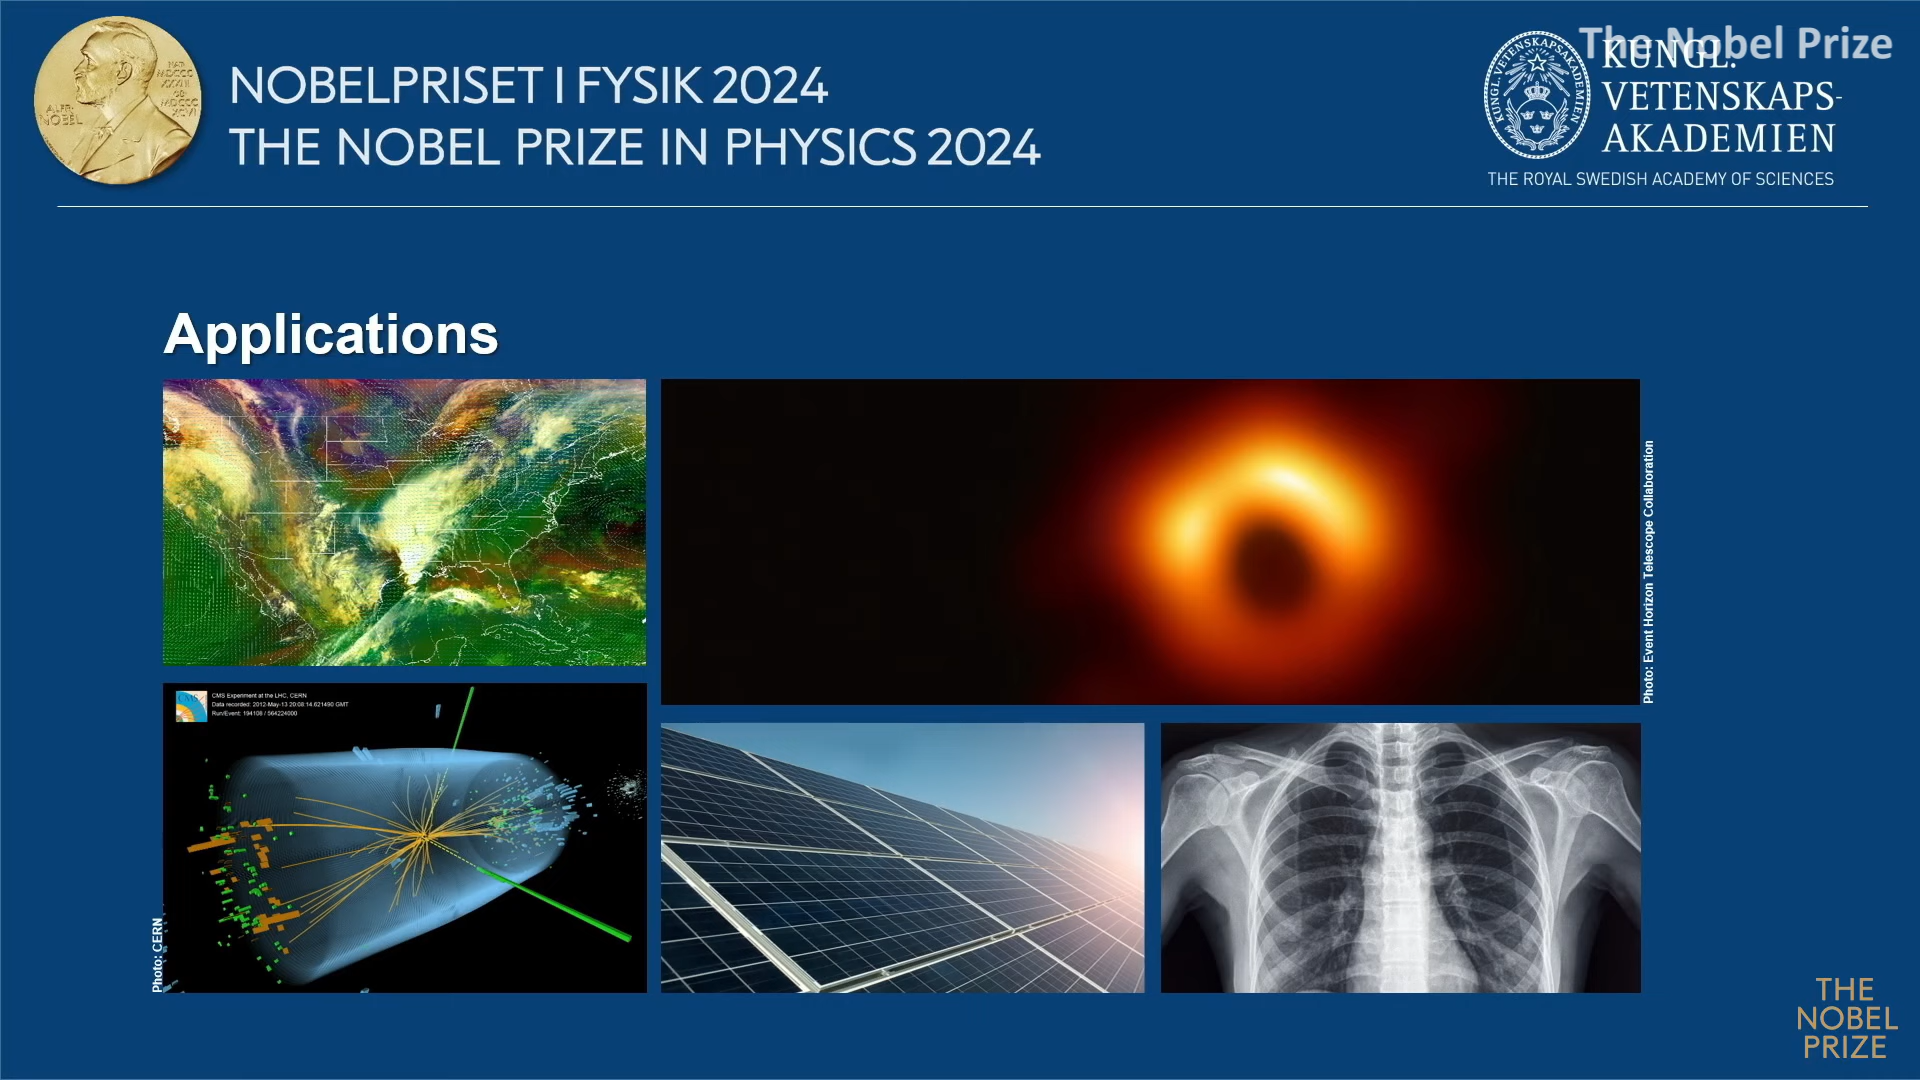 NOBELPRISET I FYSIK 2024
THE NOBEL PRIZE IN PHYSICS 2024
The Nobel Prize
KUNGL.
VETENSKAPS-
AKADEMIEN
THE ROYAL SWEDISH ACADEMY OF SCIENCES
Applications
Photo: Event Horizon Telescope Collaboration
CMS Experiment at the LHC, CERN
Data recorded: 2012-May-13 20:08:14.621490 GMT
Run/Event: 194108 / 564224000
Photo: CERN
THE
NOBEL
PRIZE